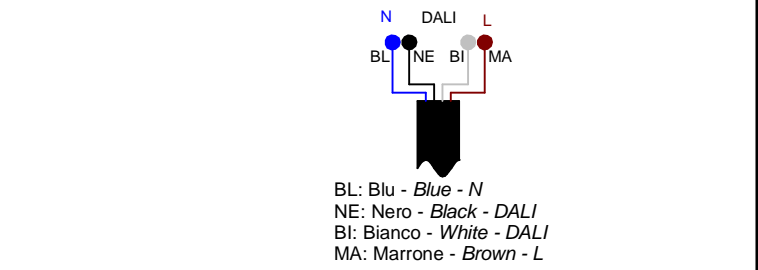 N DALI L
BL NE BI MA
BL: Blu - Blue - N
NE: Nero - Black - DALI
BI: Bianco - White - DALI
MA: Marrone - Brown - L